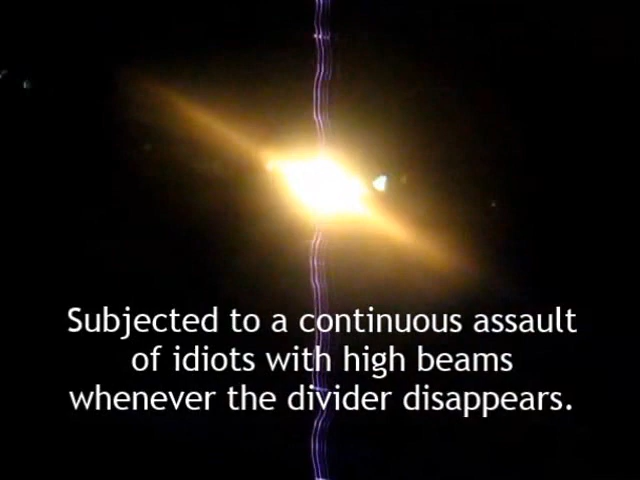 Subjected to a continuous assault
of idiots with high beams
whenever the divider disappears.